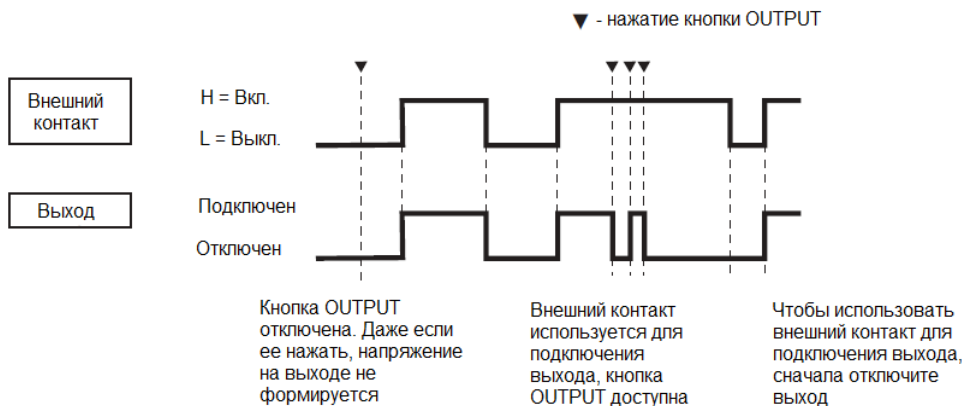 ▼ - нажатие кнопки OUTPUT
Внешний
контакт
H = Вкл.
L = Выкл.
Выход
Подключен
Отключен
Кнопка OUTPUT
отключена. Даже если
ее нажать, напряжение
на выходе не
формируется
Внешний контакт
используется для
подключения
выхода, кнопка
OUTPUT доступна
Чтобы использовать
внешний контакт для
подключения выхода,
сначала отключите
выход